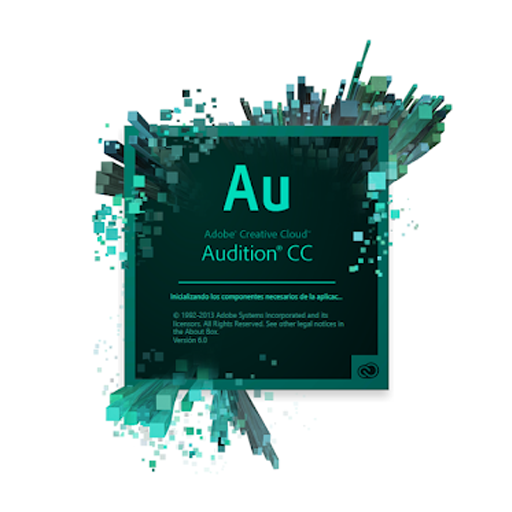 Au
Adobe® Creative Cloud™
Audition® CC
Inicializando los componentes necesarios de la aplicac...
© 1992-2013 Adobe Systems Incorporated and its
licensors. All Rights Reserved. See other legal notices in
the About Box.
Versión 6.0